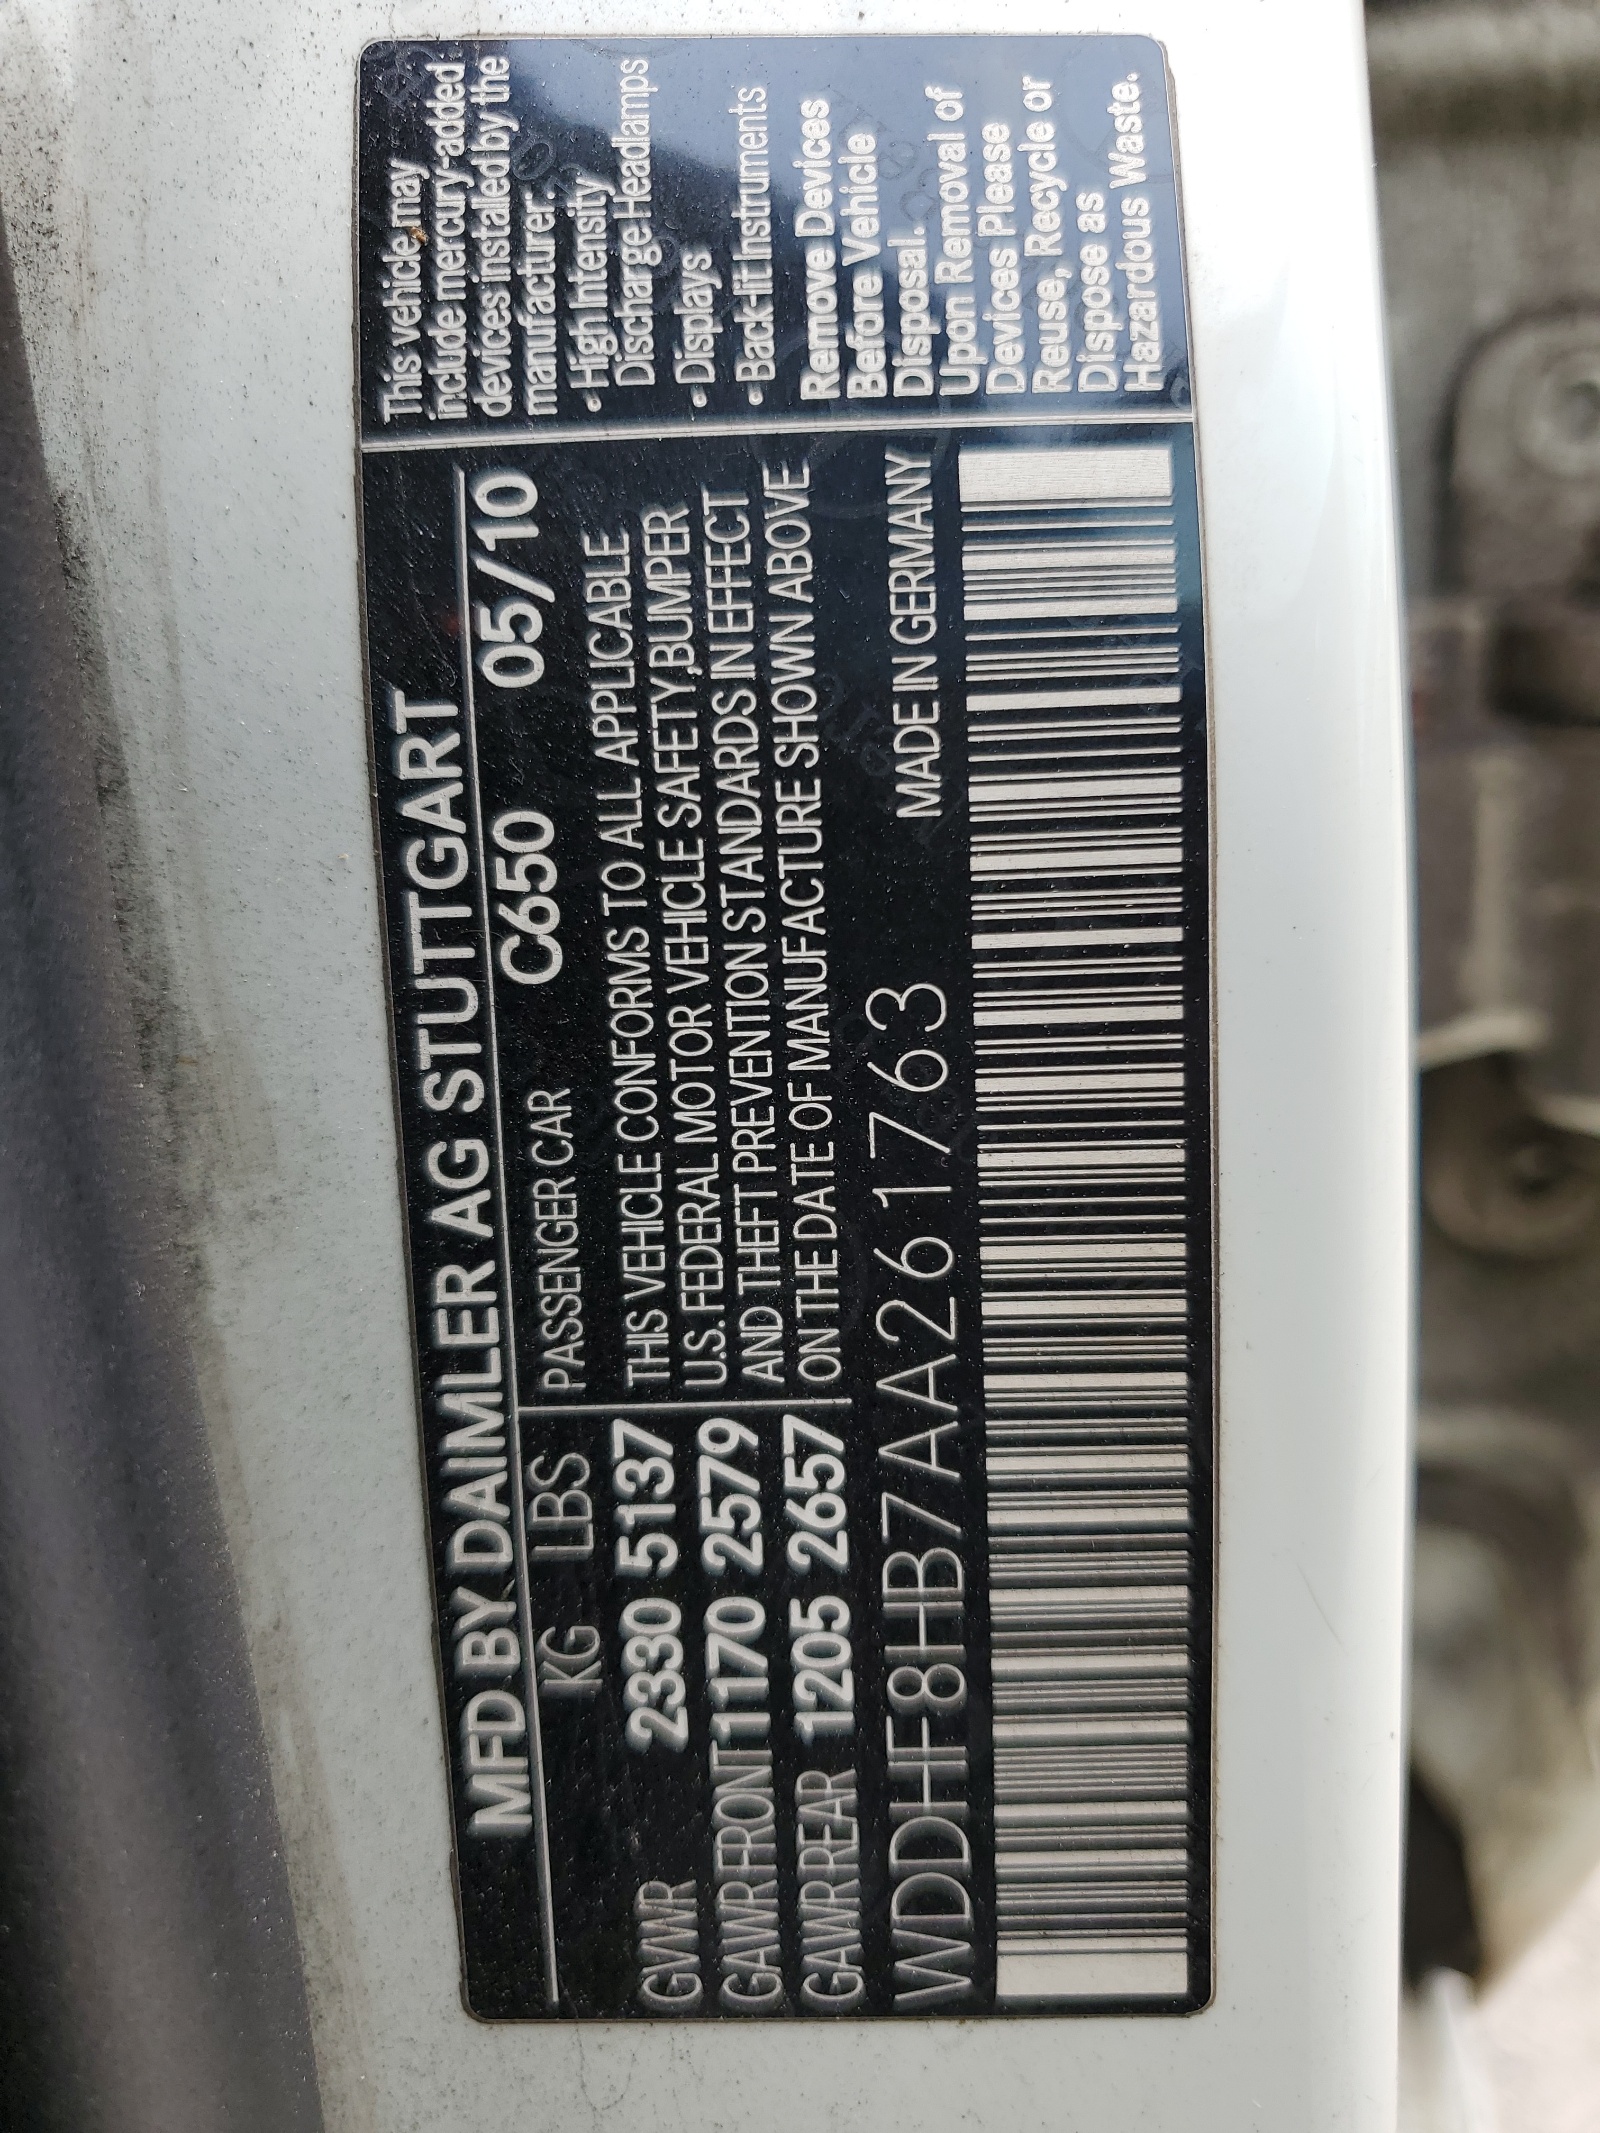 MFD BY DAIMLER AG STUTTGART
KG LBS PASSENGER CAR C650 05/10
GVWR 2330 5137 THIS VEHICLE CONFORMS TO ALL APPLICABLE
GAWR FRONT 1170 2579 U.S. FEDERAL MOTOR VEHICLE SAFETY, BUMPER
AND THEFT PREVENTION STANDARDS IN EFFECT
GAWR REAR 1205 2657 ON THE DATE OF MANUFACTURE SHOWN ABOVE
WDDHF8HB7AA261763 MADE IN GERMANY
This vehicle may
include mercury-added
devices installed by the
manufacturer:
• High Intensity
Discharge Headlamps
• Displays
• Back-lit Instruments
Remove Devices
Before Vehicle
Disposal.
Upon Removal of
Devices Please
Reuse, Recycle or
Dispose as
Hazardous Waste.